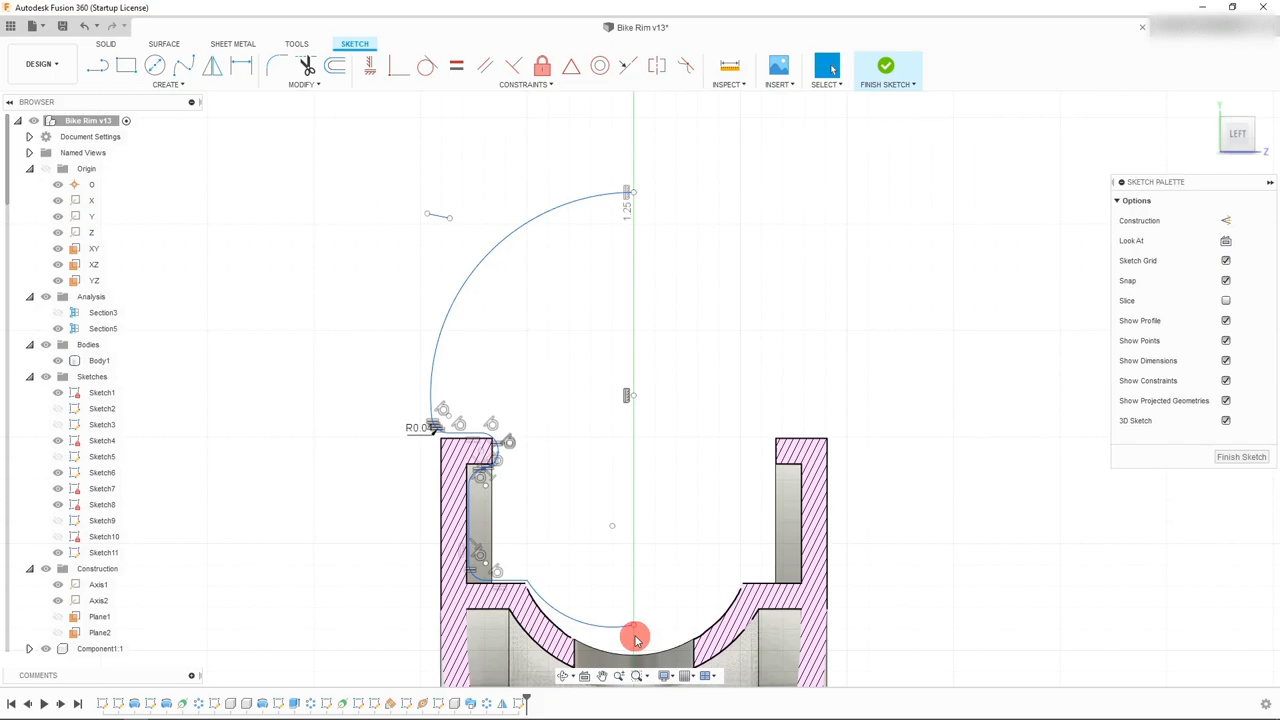 Autodesk Fusion 360 (Startup License)
Bike Rim v13*
SOLID SURFACE SHEET METAL TOOLS SKETCH
DESIGN ▾
CREATE ▾ MODIFY ▾ CONSTRAINTS ▾ INSPECT ▾ INSERT ▾ SELECT ▾ FINISH SKETCH ▾
BROWSER
Bike Rim v13
Document Settings
Named Views
Origin
O
X
Y
Z
XY
XZ
YZ
Analysis
Section3
Section5
Bodies
Body1
Sketches
Sketch1
Sketch2
Sketch3
Sketch4
Sketch5
Sketch6
Sketch7
Sketch8
Sketch9
Sketch10
Sketch11
Construction
Axis1
Axis2
Plane1
Plane2
Component1:1
COMMENTS
1.25
R0.04
Y
LEFT
Z
SKETCH PALETTE
Options
Construction
Look At
Sketch Grid
Snap
Slice
Show Profile
Show Points
Show Dimensions
Show Constraints
Show Projected Geometries
3D Sketch
Finish Sketch